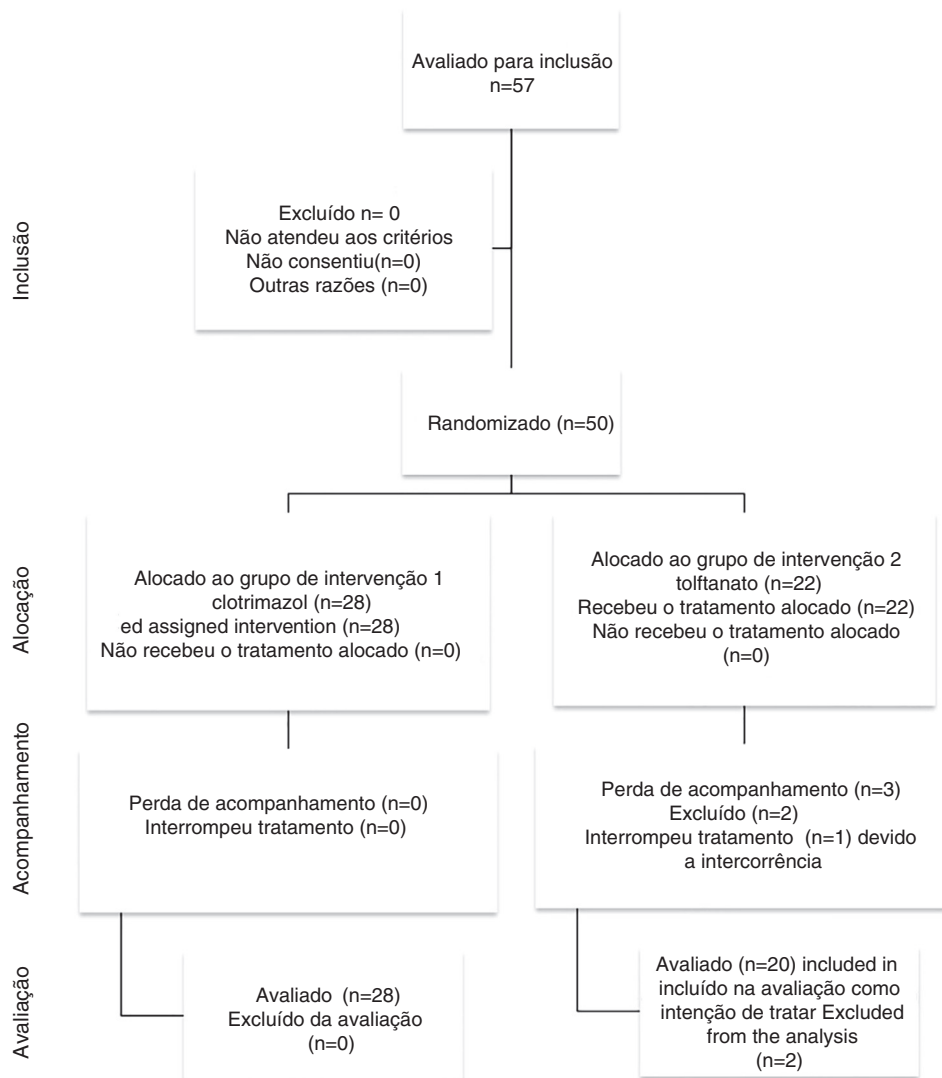 Avaliado para inclusão
n=57
Inclusão
Excluído n= 0
Não atendeu aos critérios
Não consentiu(n=0)
Outras razões (n=0)
Randomizado (n=50)
Alocação
Alocado ao grupo de intervenção 1
clotrimazol (n=28)
ed assigned intervention (n=28)
Não recebeu o tratamento alocado (n=0)
Alocado ao grupo de intervenção 2
tolftanato (n=22)
Recebeu o tratamento alocado (n=22)
Não recebeu o tratamento alocado
(n=0)
Acompanhamento
Perda de acompanhamento (n=0)
Interrompeu tratamento (n=0)
Perda de acompanhamento (n=3)
Excluído (n=2)
Interrompeu tratamento (n=1) devido
a intercorrência
Avaliação
Avaliado (n=28)
Excluído da avaliação
(n=0)
Avaliado (n=20) included in
incluído na avaliação como
intenção de tratar Excluded
from the analysis
(n=2)